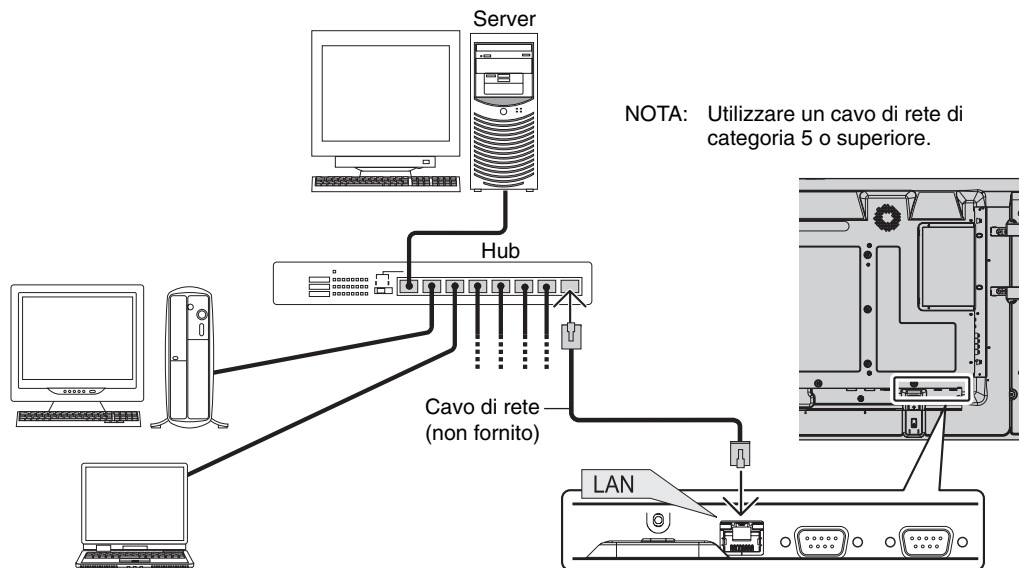 Server
NOTA: Utilizzare un cavo di rete di
categoria 5 o superiore.
Hub
Cavo di rete
(non fornito)
LAN